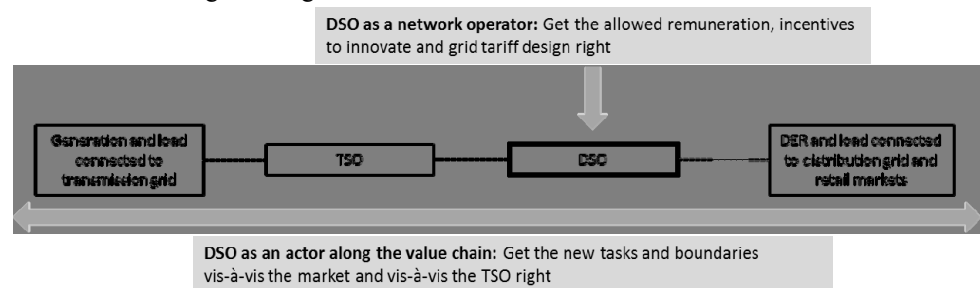 DSO as a network operator: Get the allowed remuneration, incentives
to innovate and grid tariff design right
Generation and load
connected to
transmission grid
TSO
DSO
DER and load connected
to distribution grid and
retail markets
DSO as an actor along the value chain: Get the new tasks and boundaries
vis-à-vis the market and vis-à-vis the TSO right